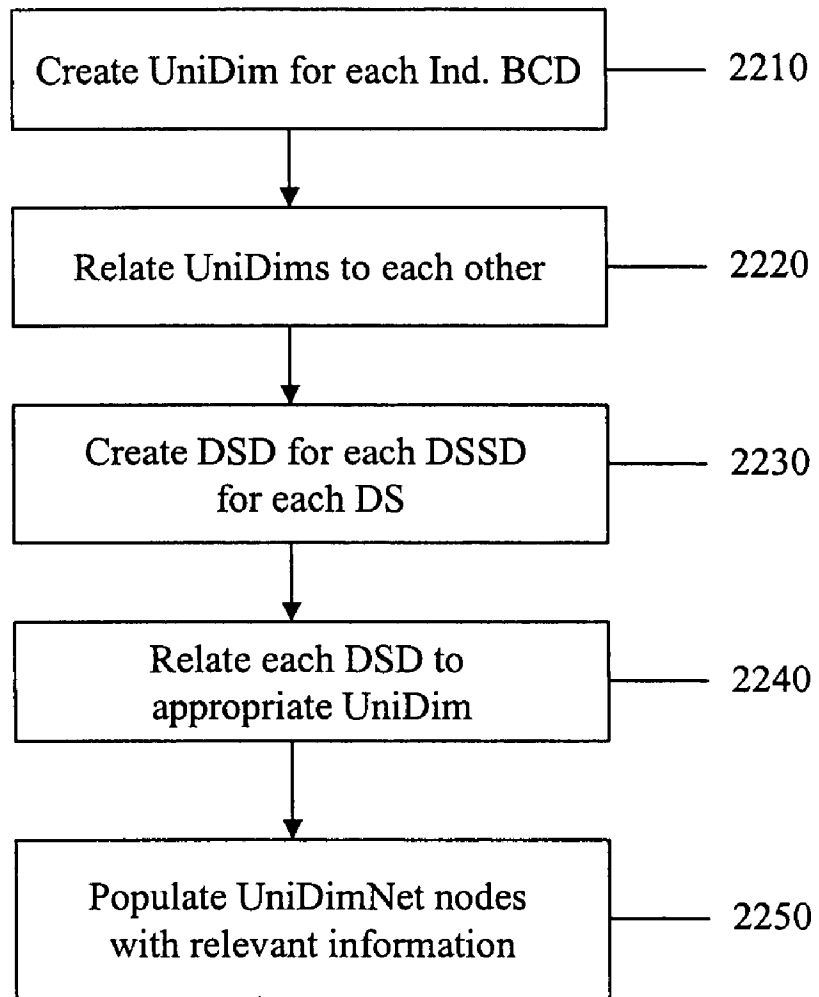 Create UniDim for each Ind. BCD
2210
Relate UniDims to each other
2220
Create DSD for each DSSD
for each DS
2230
Relate each DSD to
appropriate UniDim
2240
Populate UniDimNet nodes
with relevant information
2250